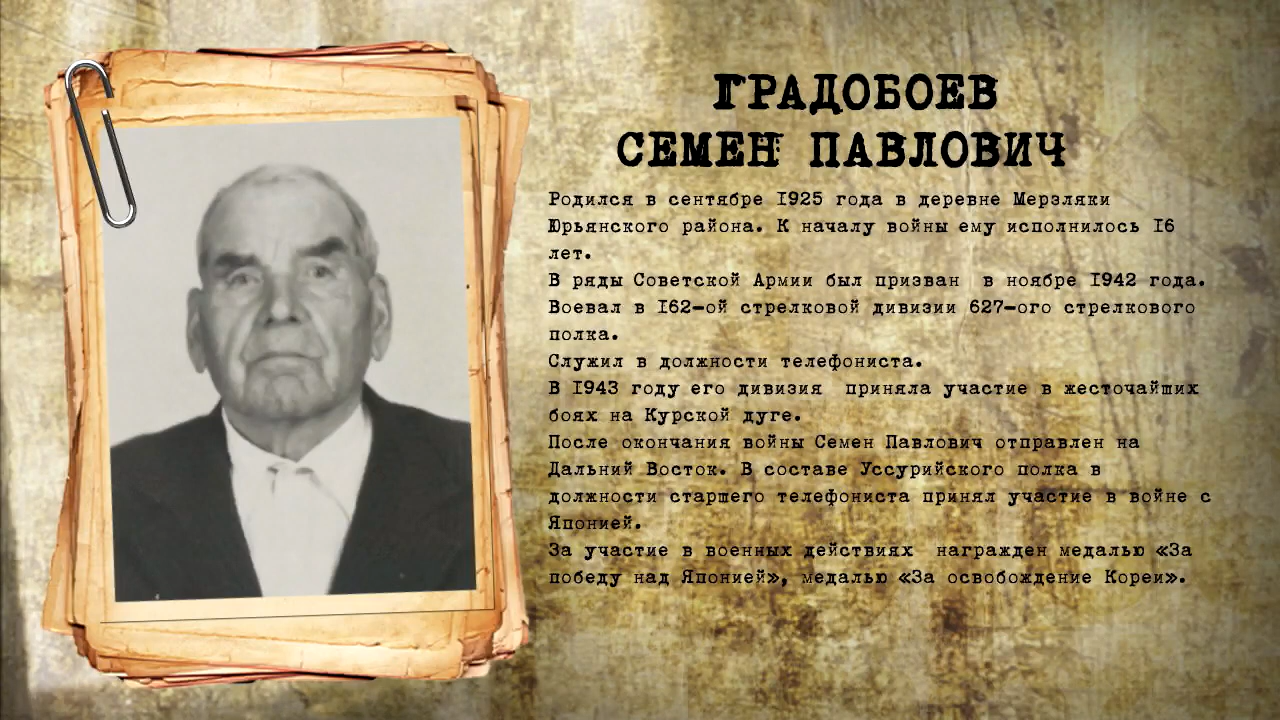 ГРАДОБОЕВ
СЕМЕН ПАВЛОВИЧ
Родился в сентябре 1925 года в деревне Мерзляки
Юрьянского района. К началу войны ему исполнилось 16
лет.
В ряды Советской Армии был призван в ноябре 1942 года.
Воевал в 162-ой стрелковой дивизии 627-ого стрелкового
полка.
Служил в должности телефониста.
В 1943 году его дивизия приняла участие в жесточайших
боях на Курской дуге.
После окончания войны Семен Павлович отправлен на
Дальний Восток. В составе Уссурийского полка в
должности старшего телефониста принял участие в войне с
Японией.
За участие в военных действиях награжден медалью «За
победу над Японией», медалью «За освобождение Кореи».